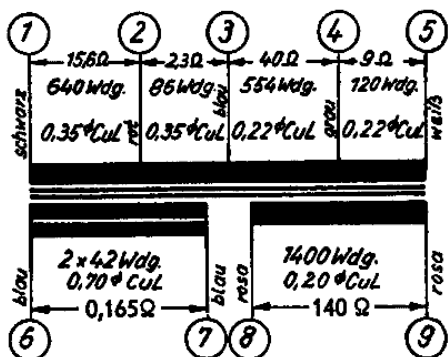 1 2 3 4 5
15,6Ω 2,3Ω 40Ω 9Ω
640 Wdg. 86 Wdg. 554 Wdg. 120 Wdg.
schwarz rot blau grau weiß
0,35 ⌀ CuL 0,35 ⌀ CuL 0,22 ⌀ CuL 0,22 ⌀ CuL
2 x 42 Wdg. 1400 Wdg.
0,70 ⌀ CuL 0,20 ⌀ CuL
blau blau rosa rosa
0,165Ω 140 Ω
6 7 8 9